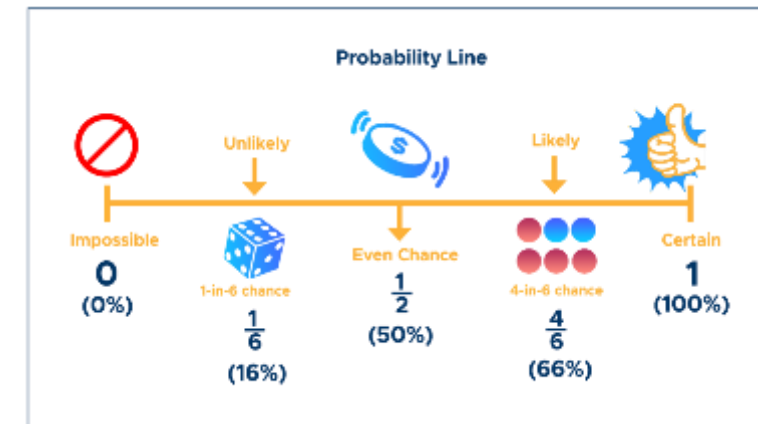 Probability Line
Unlikely
$
Likely
Impossible
0
(0%)
1-in-6 chance
1
6
(16%)
Even Chance
1
2
(50%)
4-in-6 chance
4
6
(66%)
Certain
1
(100%)